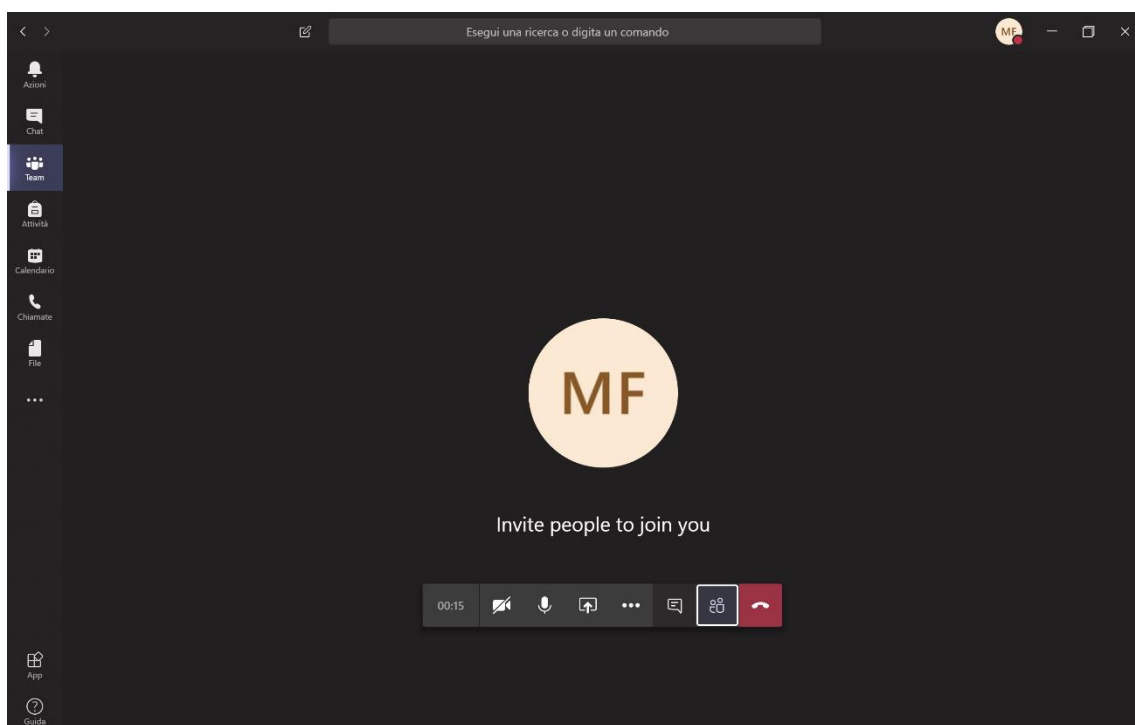 Esegui una ricerca o digita un comando
MF
Azioni
Chat
Team
Attività
Calendario
Chiamate
File
MF
Invite people to join you
00:15
App
Guida